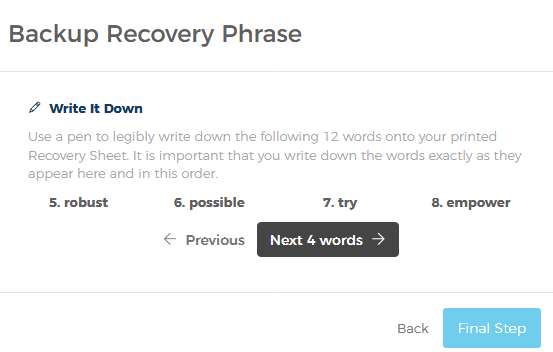 Backup Recovery Phrase
Write It Down
Use a pen to legibly write down the following 12 words onto your printed
Recovery Sheet. It is important that you write down the words exactly as they
appear here and in this order.
5. robust 6. possible 7. try 8. empower
← Previous Next 4 words →
Back Final Step